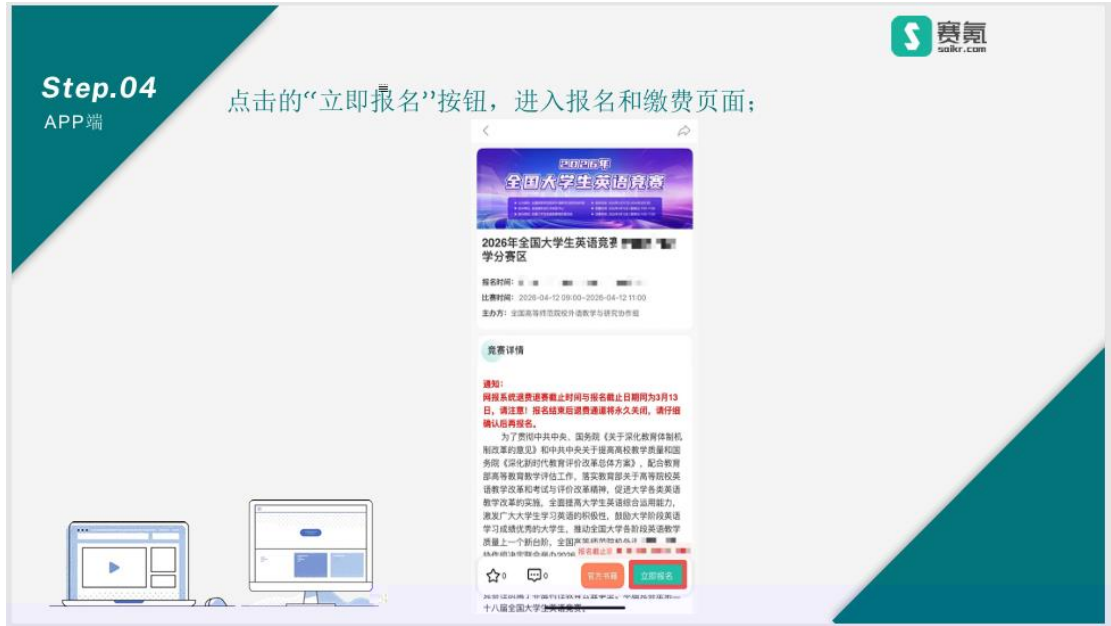 赛氪
saikr.com
Step.04
APP端
点击的“立即报名”按钮，进入报名和缴费页面；
2026年
全国大学生英语竞赛
2026年全国大学生英语竞赛
学分赛区
报名时间：
比赛时间： 2026-04-12 09:00~2026-04-12 11:00
主办方： 全国高等师范院校外语教学与研究协作组
竞赛详情
通知：
网报系统退费退赛截止时间与报名截止日期同为3月13
日，请注意！报名结束后退费通道将永久关闭，请仔细
确认后再报名。
为了贯彻中共中央、国务院《关于深化教育体制机
制改革的意见》和中共中央关于提高高校教学质量和国
务院《深化新时代教育评价改革总体方案》，配合教育
部高等教育教学评估工作，落实教育部关于高等院校英
语教学改革和考试与评价改革精神，促进大学各类英语
教学改革的实施，全面提高大学生英语综合运用能力，
激发广大大学生学习英语的积极性，鼓励大学阶段英语
学习成绩优秀的大学生，推动全国大学各阶段英语教学
质量上一个新台阶，全国高等师范院校外
协作组决定联合举办2026
报名截止
0
0
官方书籍
立即报名
十八届全国大学生英语竞赛。